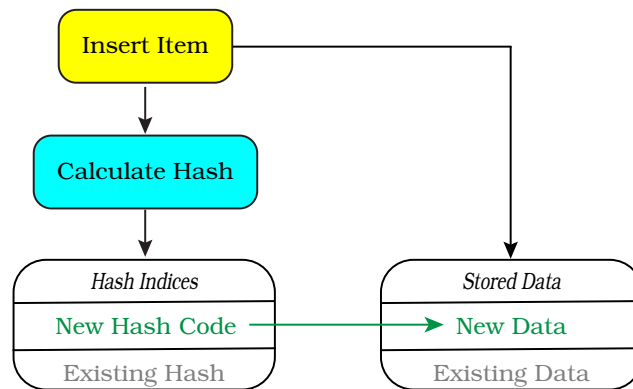 Insert Item
Calculate Hash
Hash Indices
Stored Data
New Hash Code
New Data
Existing Hash
Existing Data